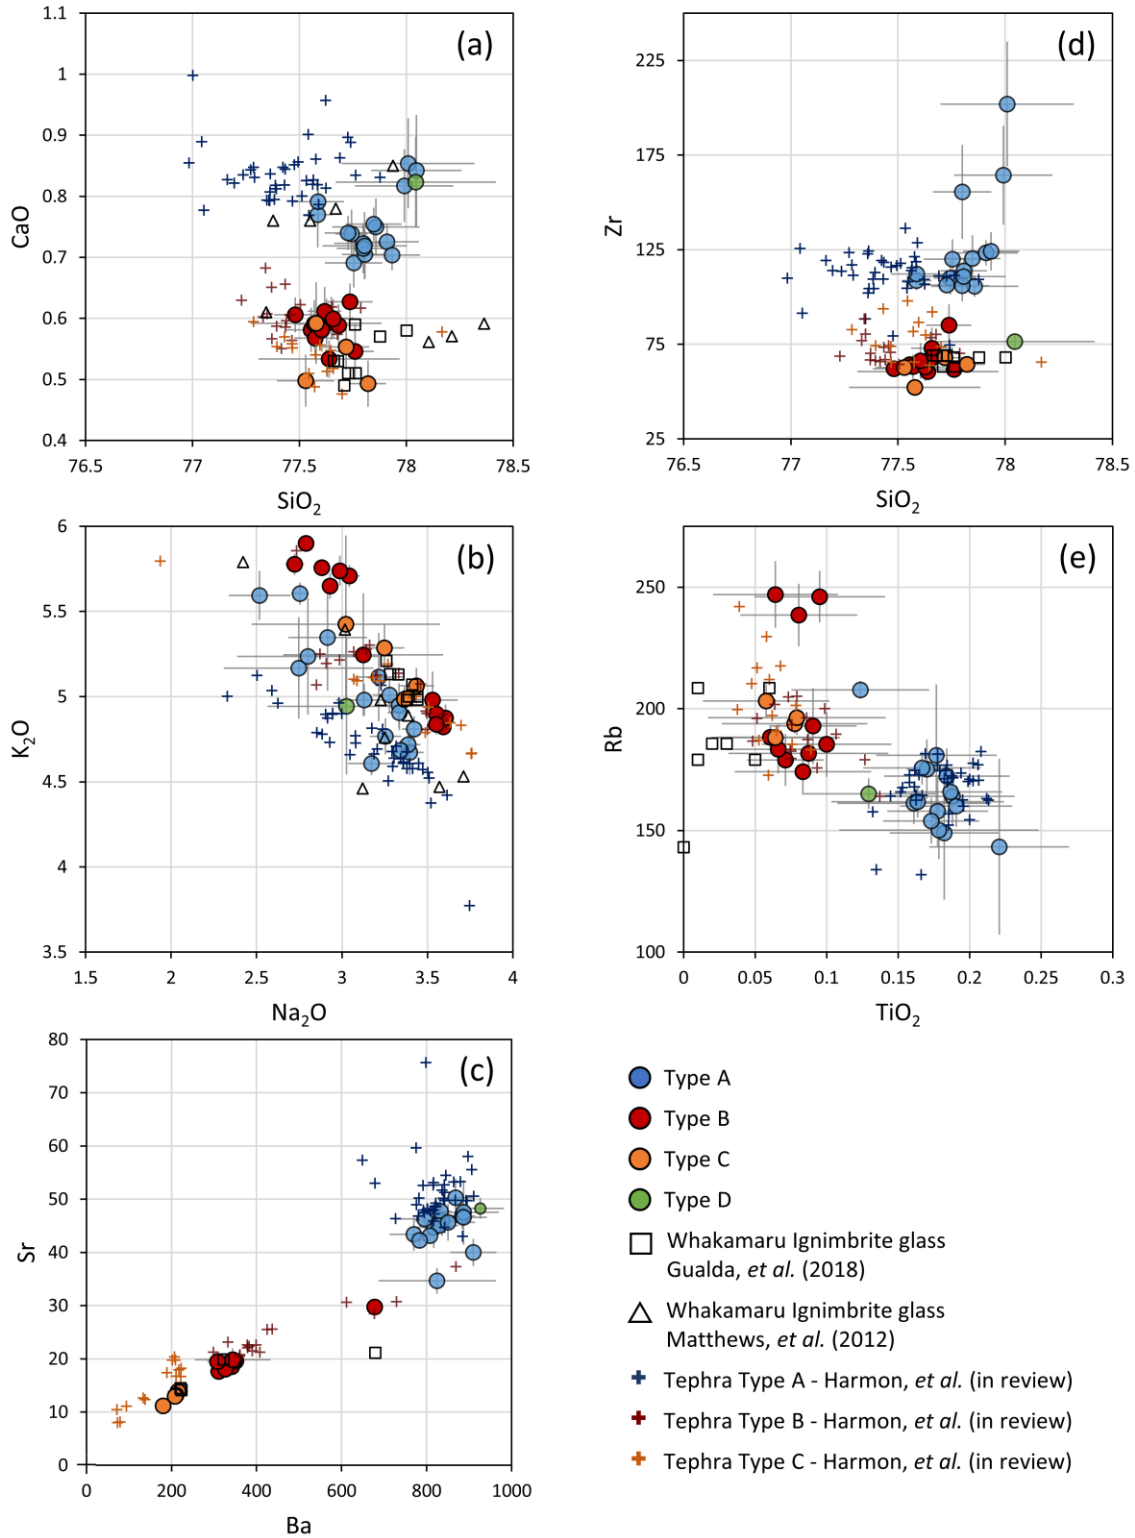 (a)
1.1
1
0.9
0.8
0.7
0.6
0.5
0.4
CaO
76.5
77
77.5
78
78.5
SiO2
(d)
225
175
125
75
25
Zr
76.5
77
77.5
78
78.5
SiO2
(b)
6
5.5
5
4.5
4
3.5
K2O
1.5
2
2.5
3
3.5
4
Na2O
(e)
250
200
150
100
Rb
0
0.05
0.1
0.15
0.2
0.25
0.3
TiO2
(c)
80
70
60
50
40
30
20
10
0
Sr
0
200
400
600
800
1000
Ba
Type A
Type B
Type C
Type D
Whakamaru Ignimbrite glass
Gualda, et al. (2018)
Whakamaru Ignimbrite glass
Matthews, et al. (2012)
Tephra Type A - Harmon, et al. (in review)
Tephra Type B - Harmon, et al. (in review)
Tephra Type C - Harmon, et al. (in review)